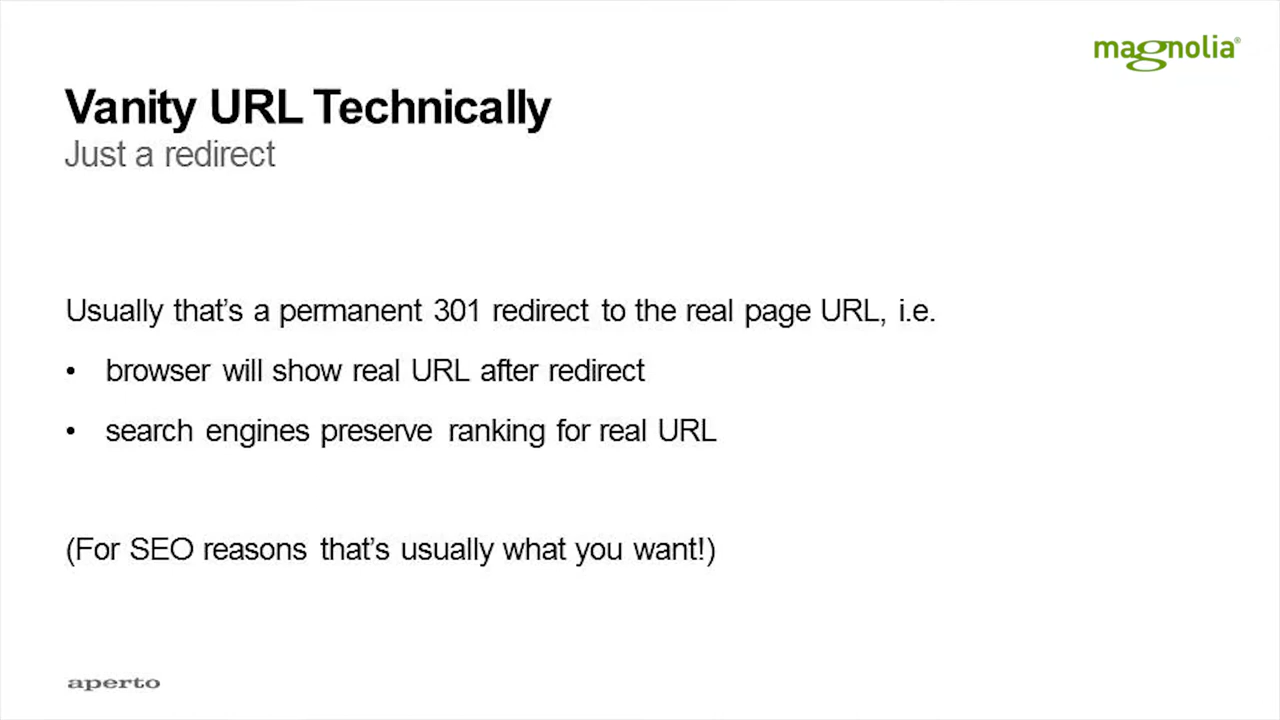 magnolia®
Vanity URL Technically
Just a redirect
Usually that's a permanent 301 redirect to the real page URL, i.e.
• browser will show real URL after redirect
• search engines preserve ranking for real URL
(For SEO reasons that's usually what you want!)
aperto